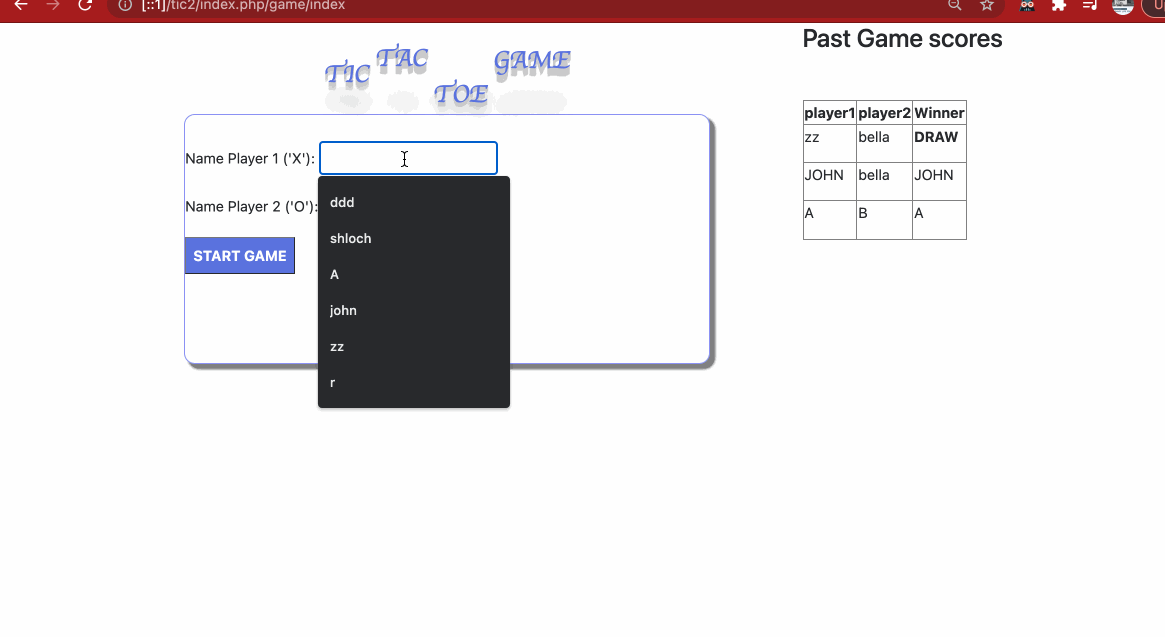 [::1]/tic2/index.php/game/index
TIC TAC TOE GAME
Name Player 1 ('X'):
ddd
shloch
A
john
zz
r
Name Player 2 ('O'):
START GAME
Past Game scores
player1 player2 Winner
zz bella DRAW
JOHN bella JOHN
A B A